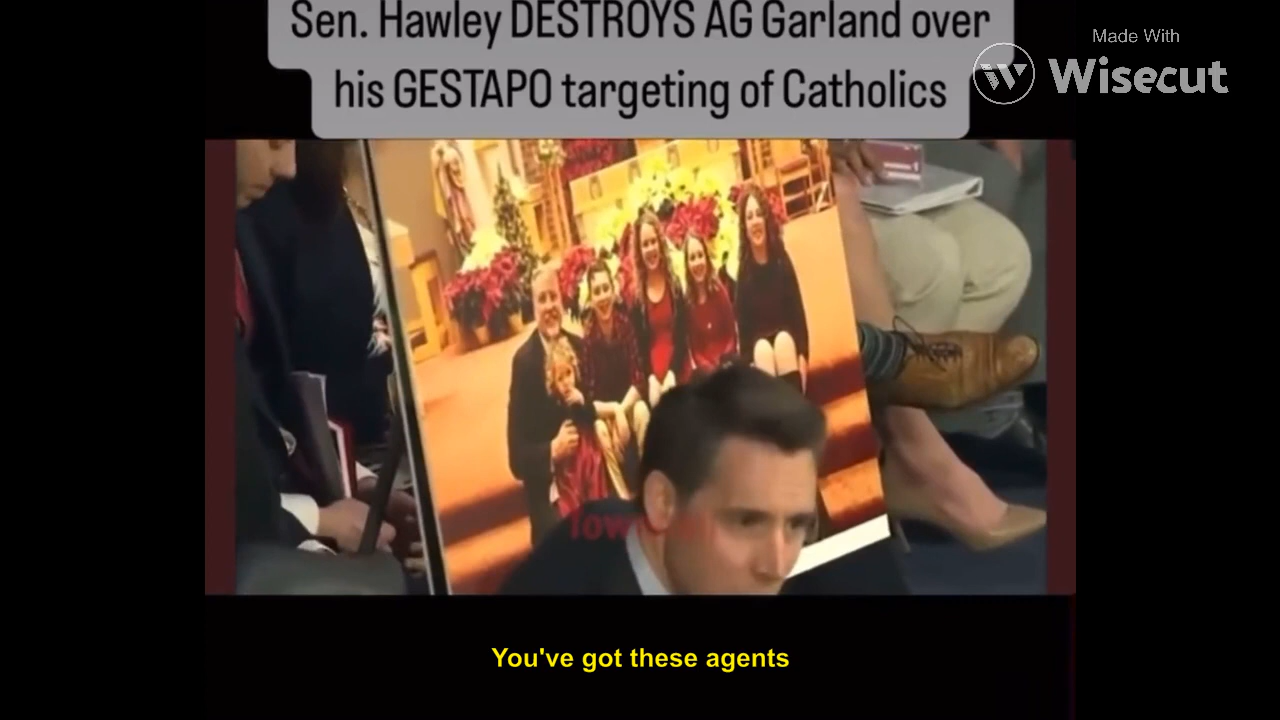 Sen. Hawley DESTROYS AG Garland over
his GESTAPO targeting of Catholics
Made With
Wisecut
You've got these agents